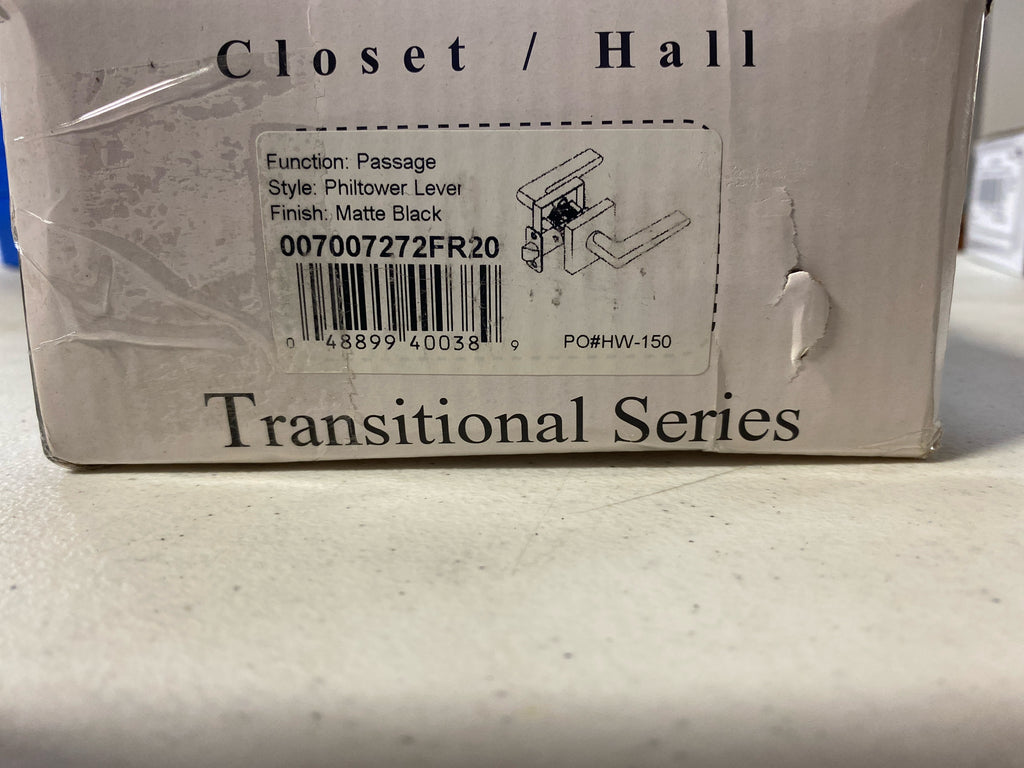 Closet / Hall
Function: Passage
Style: Philtower Lever
Finish: Matte Black
007007272FR20
0 48899 40038 9
PO#HW-150
Transitional Series